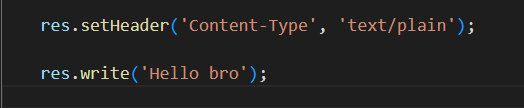 res.setHeader('Content-Type', 'text/plain');
res.write('Hello bro');